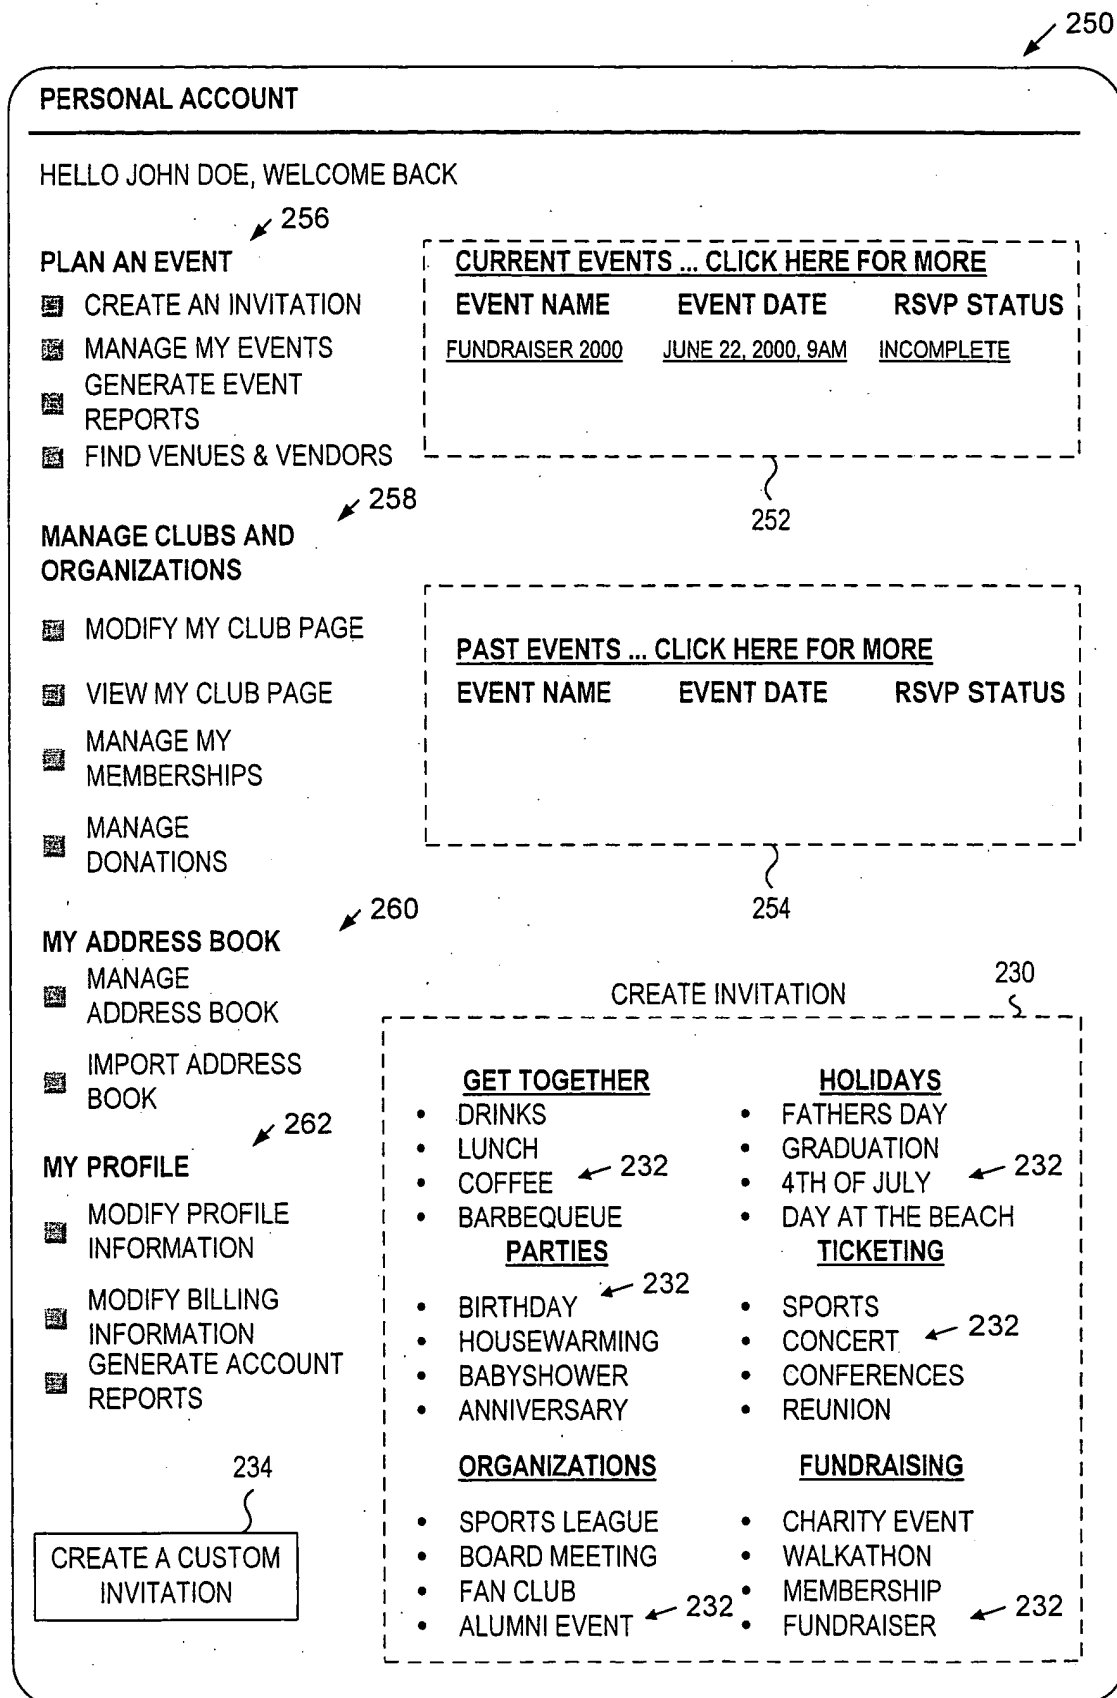 250
PERSONAL ACCOUNT
HELLO JOHN DOE, WELCOME BACK
256
PLAN AN EVENT
CREATE AN INVITATION
MANAGE MY EVENTS
GENERATE EVENT
REPORTS
FIND VENUES & VENDORS
CURRENT EVENTS ... CLICK HERE FOR MORE
EVENT NAME EVENT DATE RSVP STATUS
FUNDRAISER 2000 JUNE 22, 2000, 9AM INCOMPLETE
252
258
MANAGE CLUBS AND
ORGANIZATIONS
MODIFY MY CLUB PAGE
VIEW MY CLUB PAGE
MANAGE MY
MEMBERSHIPS
MANAGE
DONATIONS
PAST EVENTS ... CLICK HERE FOR MORE
EVENT NAME EVENT DATE RSVP STATUS
254
260
MY ADDRESS BOOK
MANAGE
ADDRESS BOOK
IMPORT ADDRESS
BOOK
262
MY PROFILE
MODIFY PROFILE
INFORMATION
MODIFY BILLING
INFORMATION
GENERATE ACCOUNT
REPORTS
234
CREATE A CUSTOM
INVITATION
CREATE INVITATION
230
GET TOGETHER
• DRINKS
• LUNCH
• COFFEE 232
• BARBEQUEUE
HOLIDAYS
• FATHERS DAY
• GRADUATION
• 4TH OF JULY 232
• DAY AT THE BEACH
PARTIES
• BIRTHDAY 232
• HOUSEWARMING
• BABYSHOWER
• ANNIVERSARY
TICKETING
• SPORTS
• CONCERT 232
• CONFERENCES
• REUNION
ORGANIZATIONS
• SPORTS LEAGUE
• BOARD MEETING
• FAN CLUB
• ALUMNI EVENT 232
FUNDRAISING
• CHARITY EVENT
• WALKATHON
• MEMBERSHIP
• FUNDRAISER 232